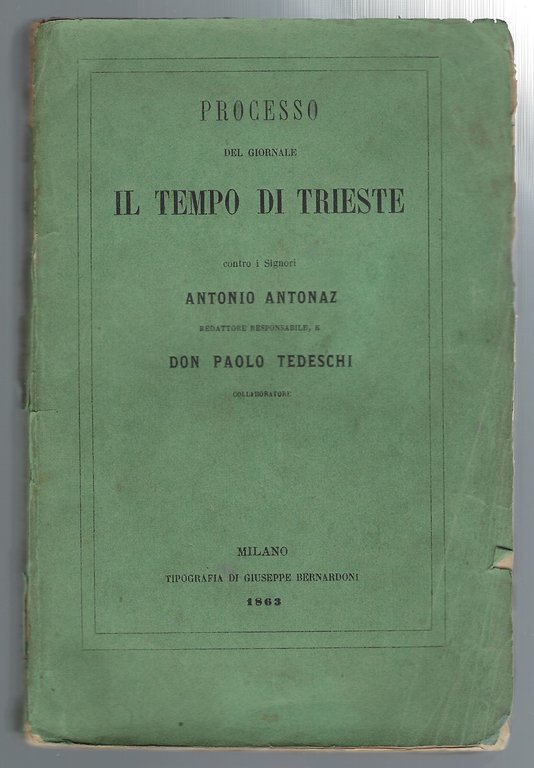 PROCESSO
DEL GIORNALE
IL TEMPO DI TRIESTE
contro i Signori
ANTONIO ANTONAZ
REDATTORE RESPONSABILE, E
DON PAOLO TEDESCHI
COLLABORATORE
MILANO
TIPOGRAFIA DI GIUSEPPE BERNARDONI
1863